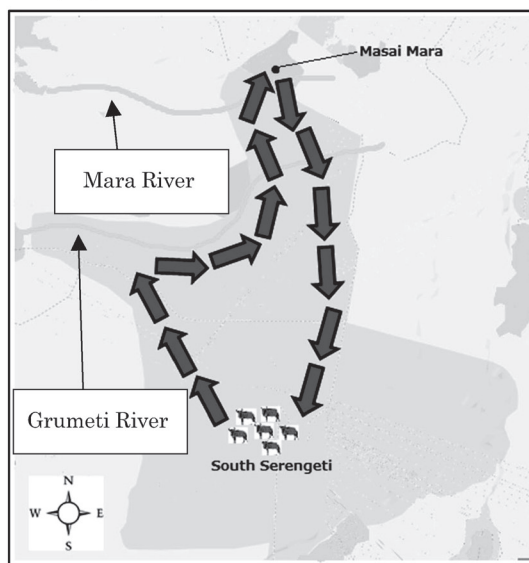 Masai Mara
Mara River
Grumeti River
South Serengeti
N
W E
S